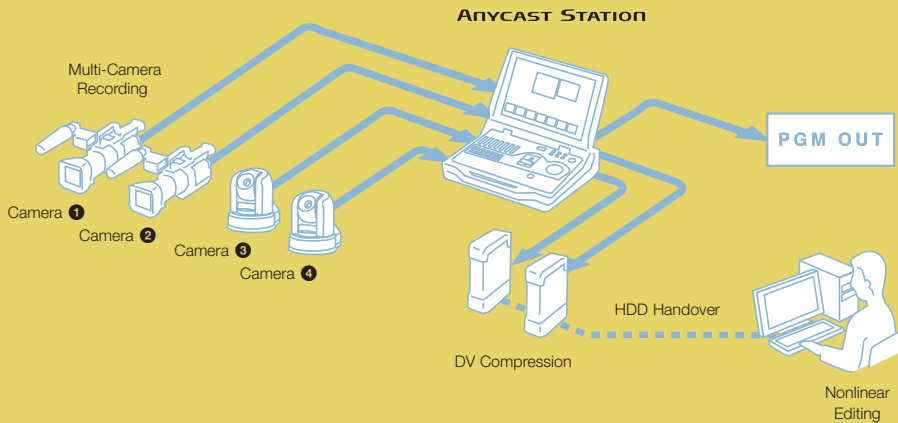 Anycast Station
Multi-Camera
Recording
PGM OUT
Camera 1
Camera 2
Camera 3
Camera 4
HDD Handover
DV Compression
Nonlinear
Editing